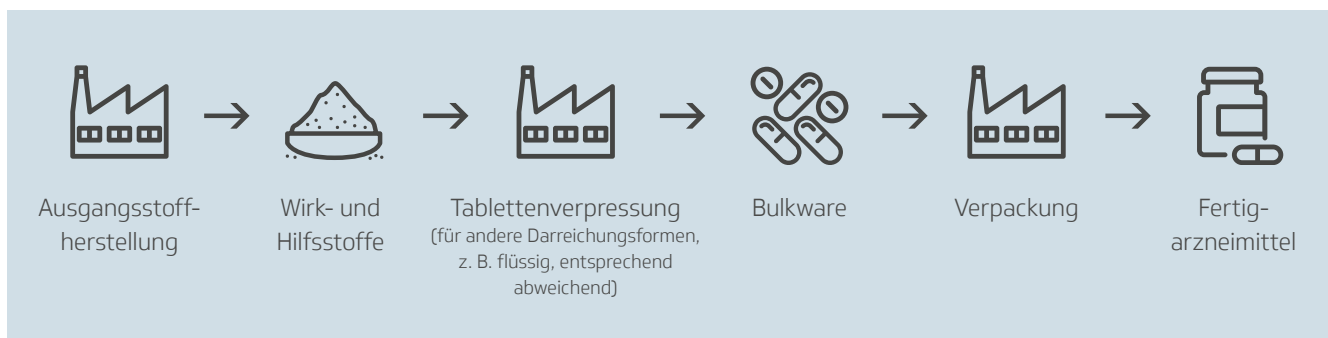 Ausgangsstoff-
herstellung
Wirk- und
Hilfsstoffe
Tablettenverpressung
(für andere Darreichungsformen,
z. B. flüssig, entsprechend
abweichend)
Bulkware
Verpackung
Fertig-
arzneimittel